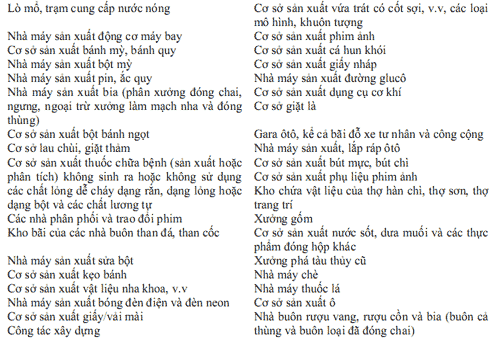 Lò mổ, trạm cung cấp nước nóng
Nhà máy sản xuất động cơ máy bay
Cơ sở sản xuất bánh mỳ, bánh quy
Nhà máy sản xuất bột mỳ
Nhà máy sản xuất pin, ắc quy
Nhà máy sản xuất bia (phân xưởng đóng chai,
ngưng, ngoại trừ xưởng làm mạch nha và đóng
thùng)
Cơ sở sản xuất bột bánh ngọt
Cơ sở lau chùi, giặt thảm
Cơ sở sản xuất thuốc chữa bệnh (sản xuất hoặc
phân tích) không sinh ra hoặc không sử dụng
các chất lỏng dễ cháy dạng rắn, dạng lỏng hoặc
dạng bột và các chất lương tự
Các nhà phân phối và trao đổi phim
Kho bãi của các nhà buôn than đá, than cốc
Nhà máy sản xuất sữa bột
Cơ sở sản xuất kẹo bánh
Cơ sở sản xuất vật liệu nha khoa, v.v
Nhà máy sản xuất bóng đèn điện và đèn neon
Cơ sở sản xuất giấy/vải mài
Công tác xây dựng
Cơ sở sản xuất vứa trát có cốt sợi, v.v, các loại
mô hình, khuôn tượng
Cơ sở sản xuất phim ảnh
Cơ sở sản xuất cá hun khói
Cơ sở sản xuất giấy nháp
Nhà máy sản xuất đường glucô
Cơ sở sản xuất dụng cụ cơ khí
Cơ sở giặt là
Gara ôtô, kể cả bãi đỗ xe tư nhân và công cộng
Nhà máy sản xuất, lắp ráp ôtô
Cơ sở sản xuất bút mực, bút chì
Cơ sở sản xuất phụ liệu phim ảnh
Kho chứa vật liệu của thợ hàn chì, thợ sơn, thợ
trang trí
Xưởng gốm
Cơ sở sản xuất nước sốt, dưa muối và các thực
phẩm đóng hộp khác
Xưởng phá tàu thủy cũ
Nhà máy chè
Nhà máy thuốc lá
Cơ sở sản xuất ô
Nhà buôn rượu vang, rượu cồn và bia (buôn cả
thùng và buôn loại đã đóng chai)